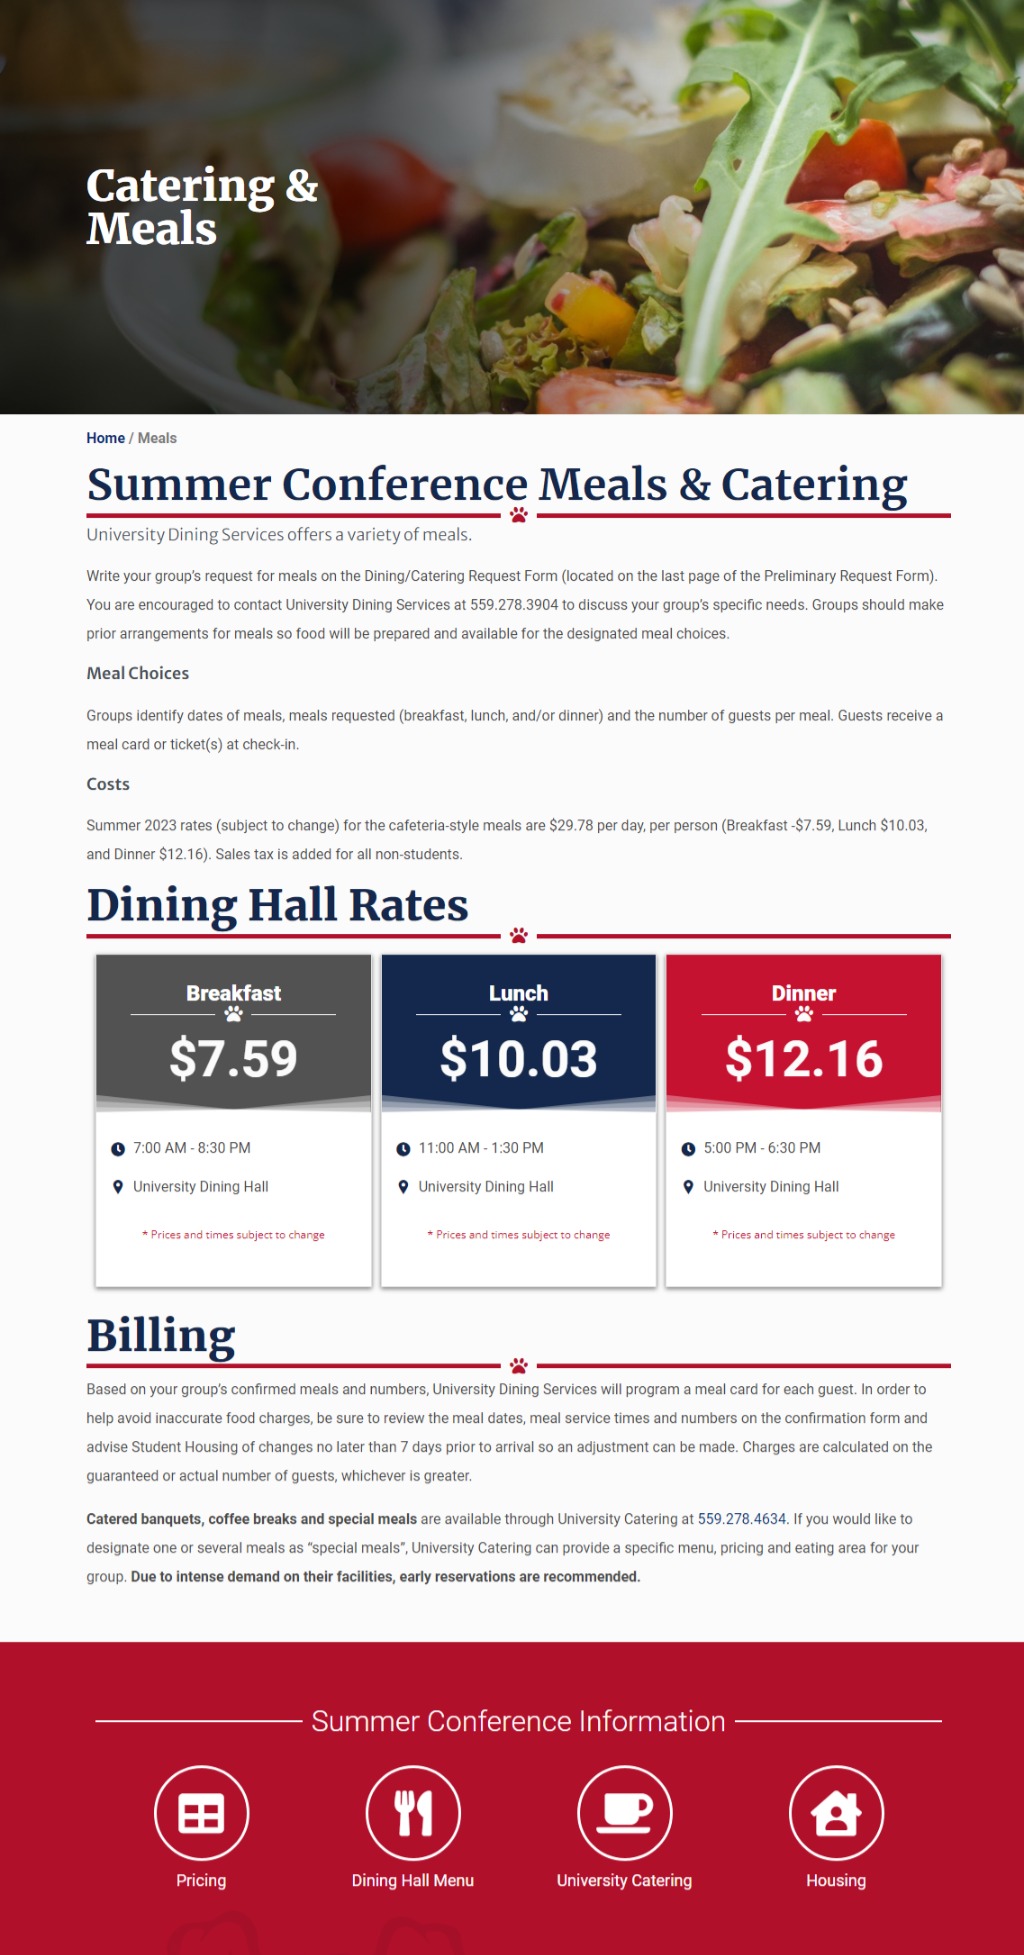 Catering &
Meals
Home / Meals
Summer Conference Meals & Catering
University Dining Services offers a variety of meals.
Write your group's request for meals on the Dining/Catering Request Form (located on the last page of the Preliminary Request Form).
You are encouraged to contact University Dining Services at 559.278.3904 to discuss your group's specific needs. Groups should make
prior arrangements for meals so food will be prepared and available for the designated meal choices.
Meal Choices
Groups identify dates of meals, meals requested (breakfast, lunch, and/or dinner) and the number of guests per meal. Guests receive a
meal card or ticket(s) at check-in.
Costs
Summer 2023 rates (subject to change) for the cafeteria-style meals are $29.78 per day, per person (Breakfast -$7.59, Lunch $10.03,
and Dinner $12.16). Sales tax is added for all non-students.
Dining Hall Rates
Breakfast
$7.59
7:00 AM - 8:30 PM
University Dining Hall
* Prices and times subject to change
Lunch
$10.03
11:00 AM - 1:30 PM
University Dining Hall
* Prices and times subject to change
Dinner
$12.16
5:00 PM - 6:30 PM
University Dining Hall
* Prices and times subject to change
Billing
Based on your group's confirmed meals and numbers, University Dining Services will program a meal card for each guest. In order to
help avoid inaccurate food charges, be sure to review the meal dates, meal service times and numbers on the confirmation form and
advise Student Housing of changes no later than 7 days prior to arrival so an adjustment can be made. Charges are calculated on the
guaranteed or actual number of guests, whichever is greater.
Catered banquets, coffee breaks and special meals are available through University Catering at 559.278.4634. If you would like to
designate one or several meals as "special meals", University Catering can provide a specific menu, pricing and eating area for your
group. Due to intense demand on their facilities, early reservations are recommended.
Summer Conference Information
Pricing
Dining Hall Menu
University Catering
Housing